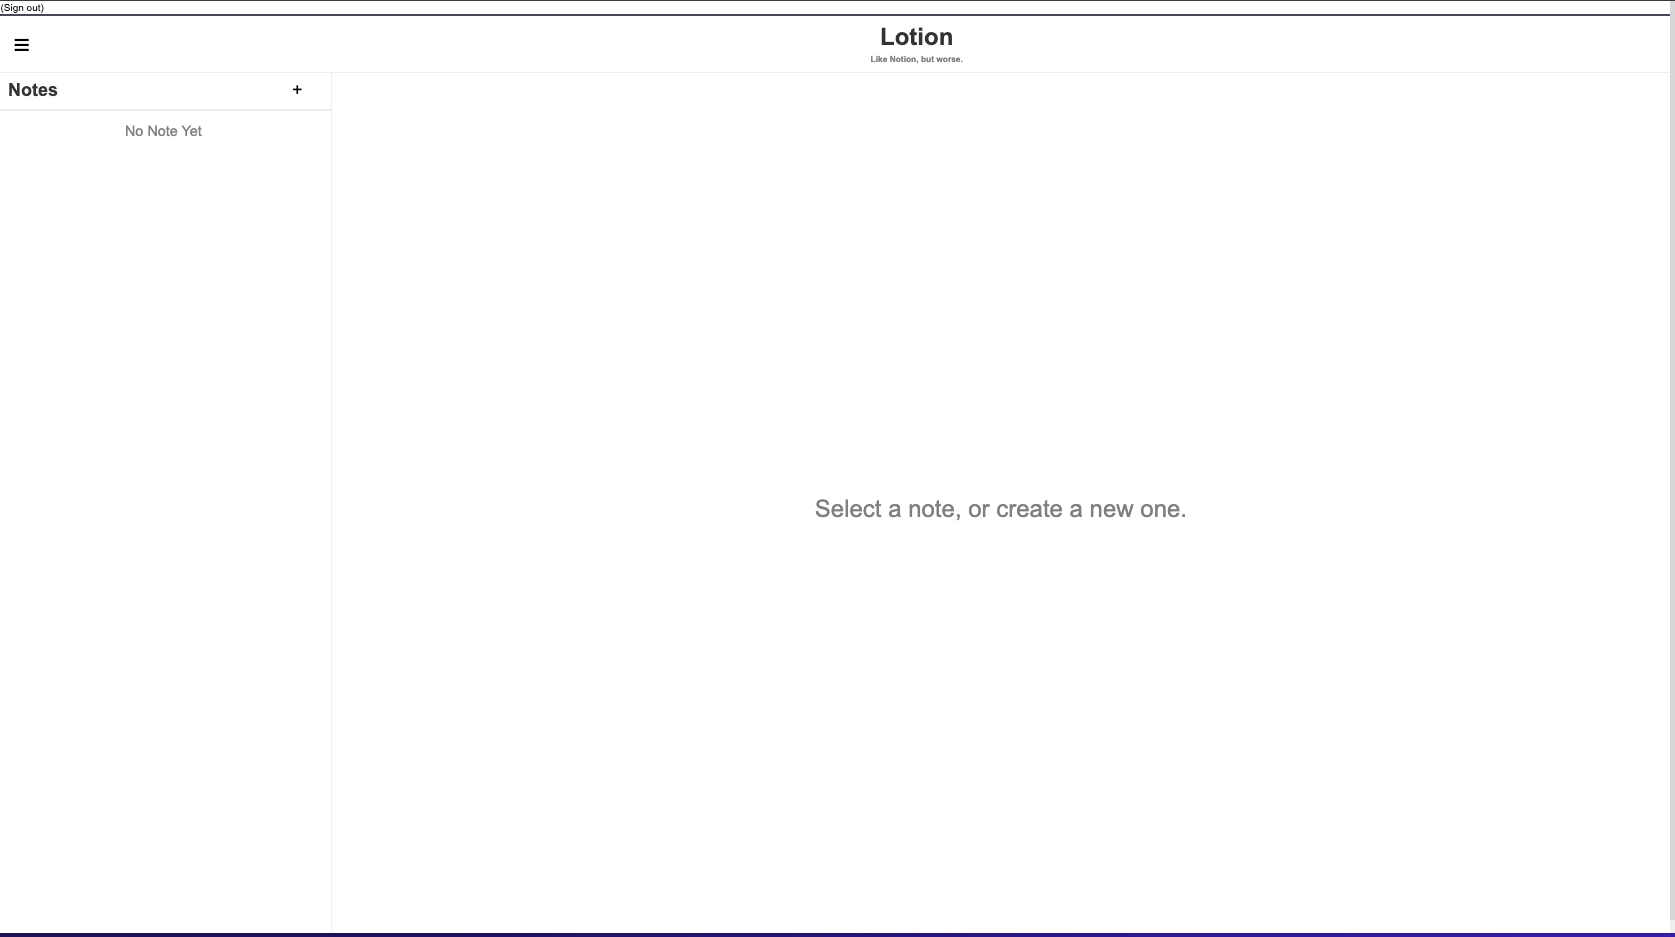 (Sign out)
Lotion
Like Notion, but worse.
Notes +
No Note Yet
Select a note, or create a new one.